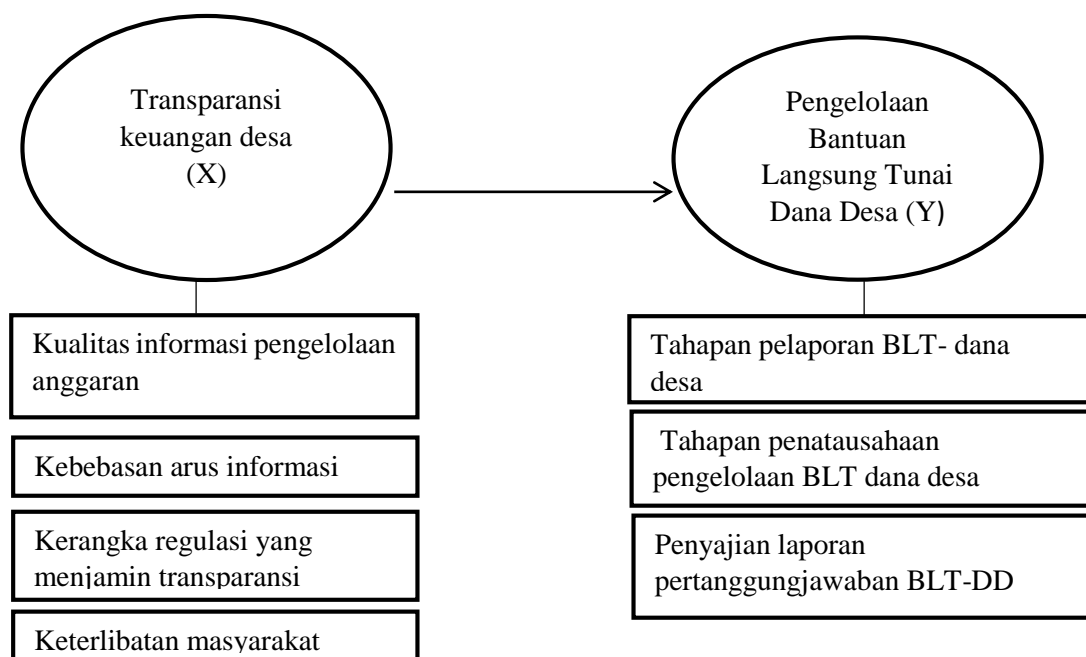 Transparansi
keuangan desa
(X)
Pengelolaan
Bantuan
Langsung Tunai
Dana Desa (Y)
Kualitas informasi pengelolaan
anggaran
Kebebasan arus informasi
Kerangka regulasi yang
menjamin transparansi
Keterlibatan masyarakat
Tahapan pelaporan BLT- dana
desa
Tahapan penatausahaan
pengelolaan BLT dana desa
Penyajian laporan
pertanggungjawaban BLT-DD